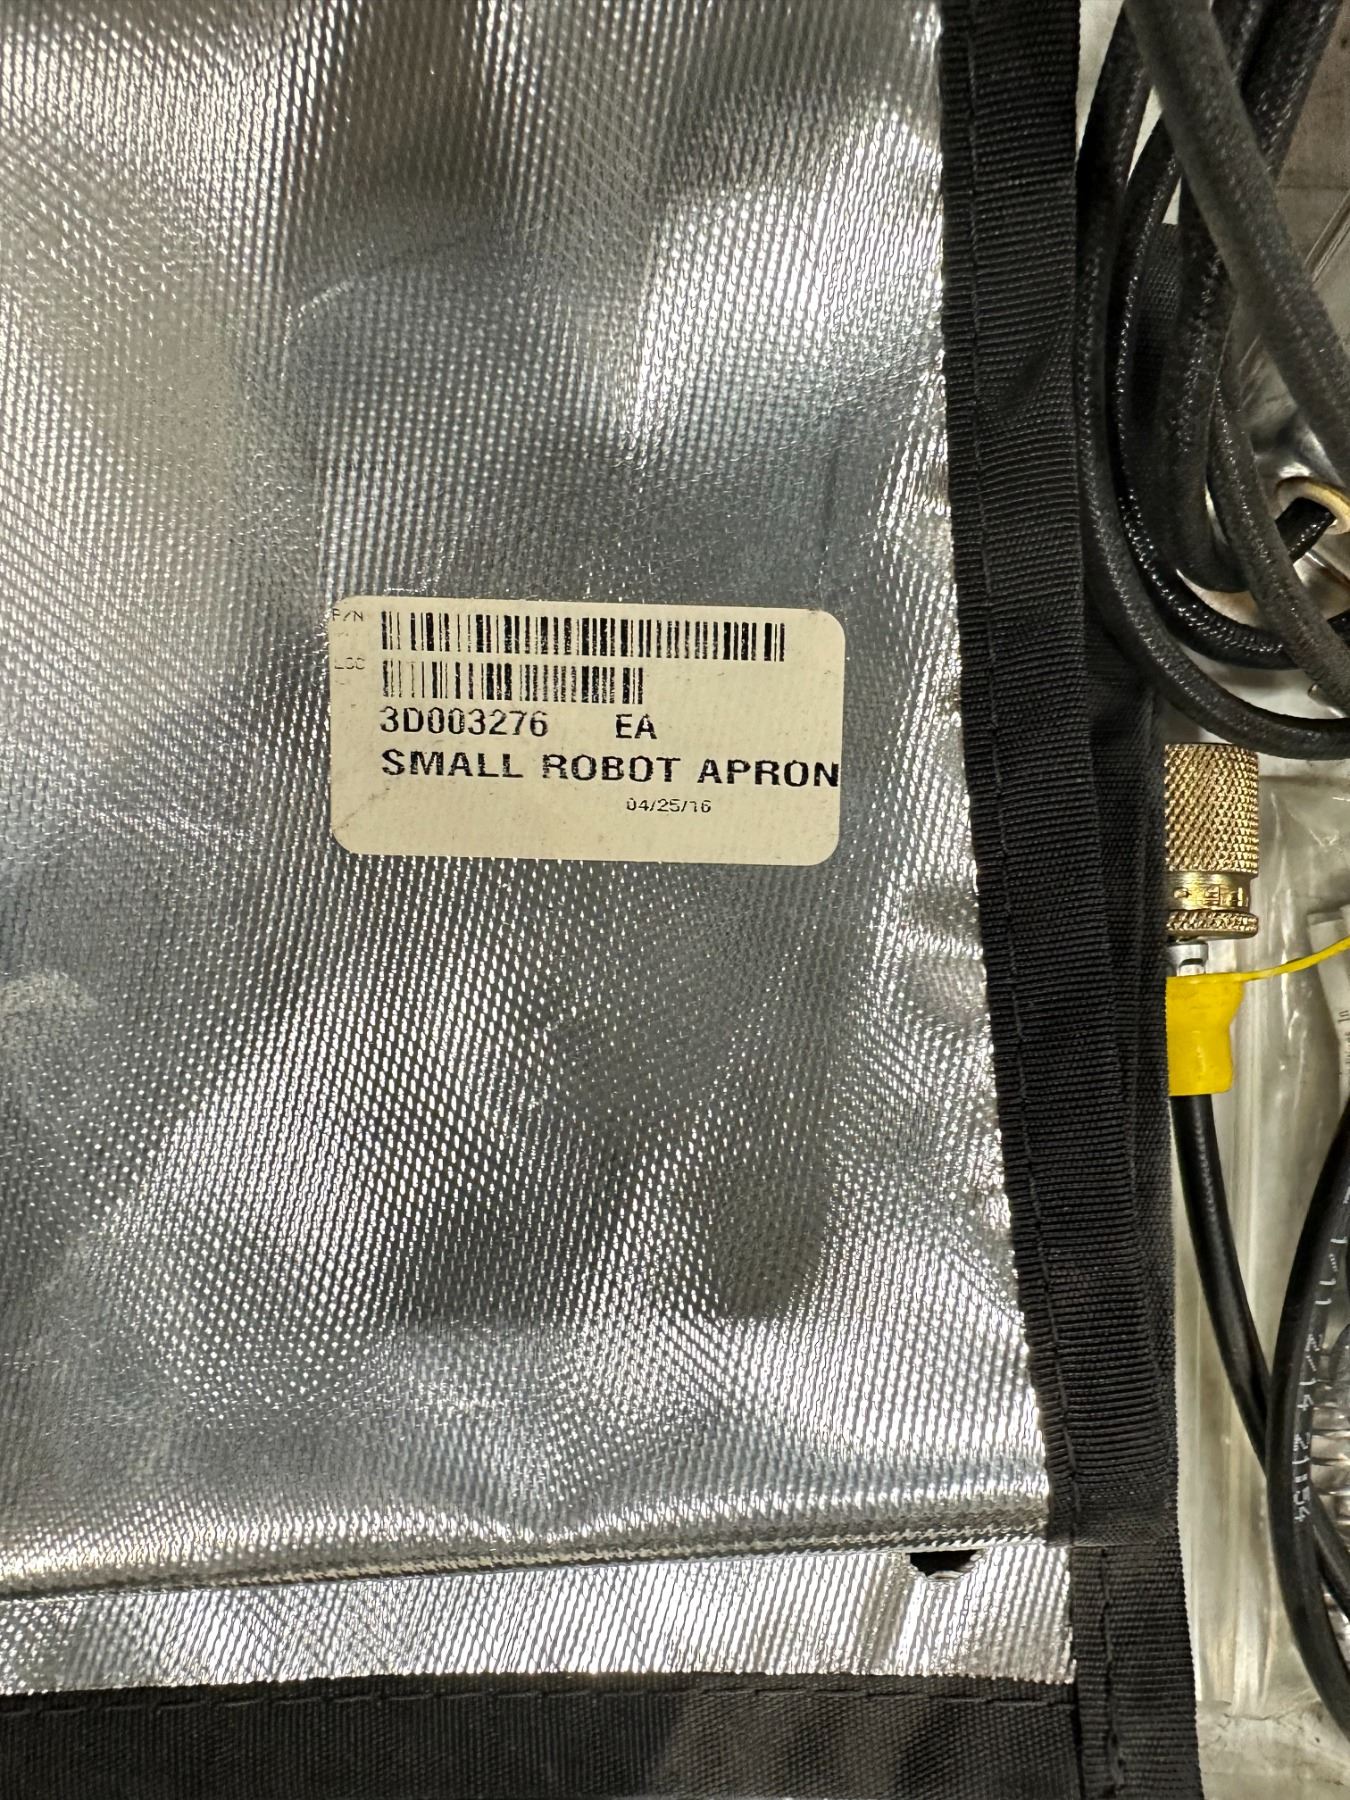 P/N
LOC
3D003276 EA
SMALL ROBOT APRON
04/25/16